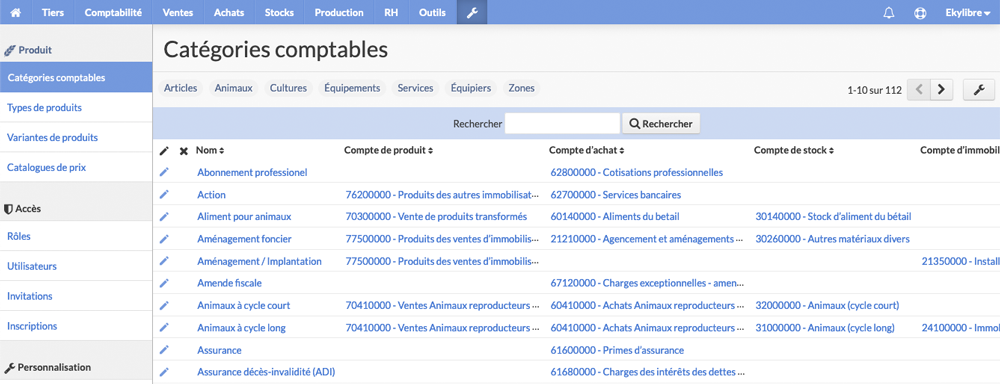 Tiers Comptabilité Ventes Achats Stocks Production RH Outils Ekylibre
Produit
Catégories comptables
Types de produits
Variantes de produits
Catalogues de prix
Accès
Rôles
Utilisateurs
Invitations
Inscriptions
Personnalisation
Catégories comptables
Articles Animaux Cultures Équipements Services Équipiers Zones 1-10 sur 112
Rechercher Rechercher
Nom Compte de produit Compte d'achat Compte de stock Compte d'immobil
Abonnement professionel 62800000 - Cotisations professionnelles
Action 76200000 - Produits des autres immobilisat… 62700000 - Services bancaires
Aliment pour animaux 70300000 - Vente de produits transformés 60140000 - Aliments du betail 30140000 - Stock d'aliment du bétail
Aménagement foncier 77500000 - Produits des ventes d'immobilis… 21210000 - Agencement et aménagements … 30260000 - Autres matériaux divers
Aménagement / Implantation 77500000 - Produits des ventes d'immobilis… 21350000 - Install
Amende fiscale 67120000 - Charges exceptionnelles - amen…
Animaux à cycle court 70410000 - Ventes Animaux reproducteurs … 60410000 - Achats Animaux reproducteurs … 32000000 - Animaux (cycle court)
Animaux à cycle long 70410000 - Ventes Animaux reproducteurs … 60410000 - Achats Animaux reproducteurs … 31000000 - Animaux (cycle long) 24100000 - Immol
Assurance 61600000 - Primes d'assurance
Assurance décès-invalidité (ADI) 61680000 - Charges des intérêts des dettes …